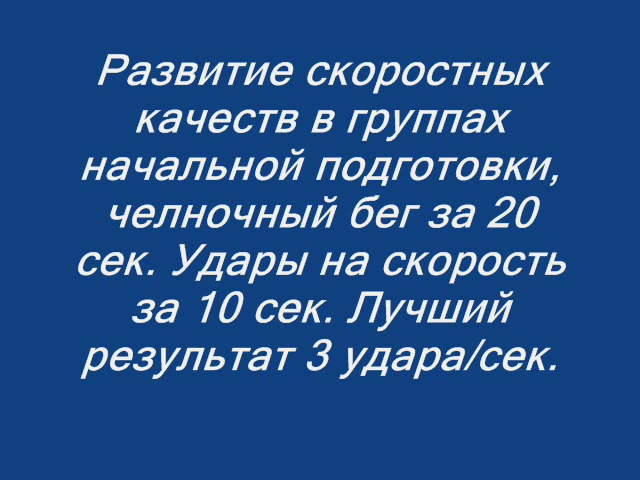 Развитие скоростных
качеств в группах
начальной подготовки,
челночный бег за 20
сек. Удары на скорость
за 10 сек. Лучший
результат 3 удара/сек.